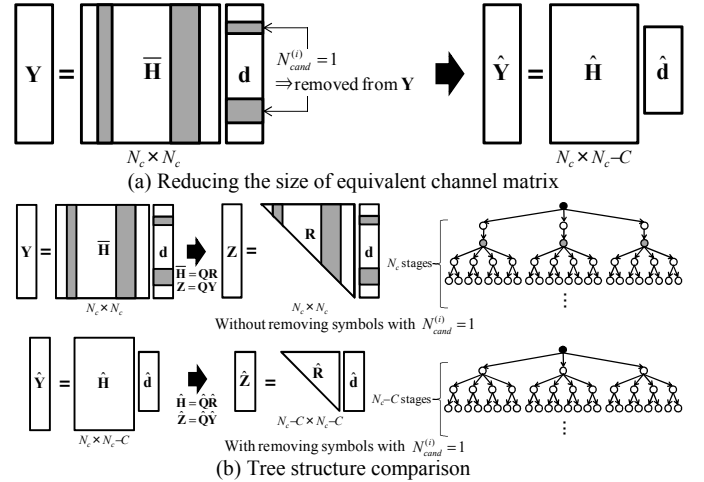 Y = H̅ d N_cand^(i) = 1 ⇒ removed from Y Ŷ = Ĥ d̂
N_c × N_c N_c × N_c–C
(a) Reducing the size of equivalent channel matrix
Y = H̅ d H̅ = QR Z = QY Z = R d N_c stages
N_c × N_c N_c × N_c
Without removing symbols with N_cand^(i) = 1
⋮
Ŷ = Ĥ d̂ Ĥ = Q̂R̂ Ẑ = Q̂Ŷ Ẑ = R̂ d̂ N_c–C stages
N_c × N_c–C N_c–C × N_c–C
With removing symbols with N_cand^(i) = 1
⋮
(b) Tree structure comparison